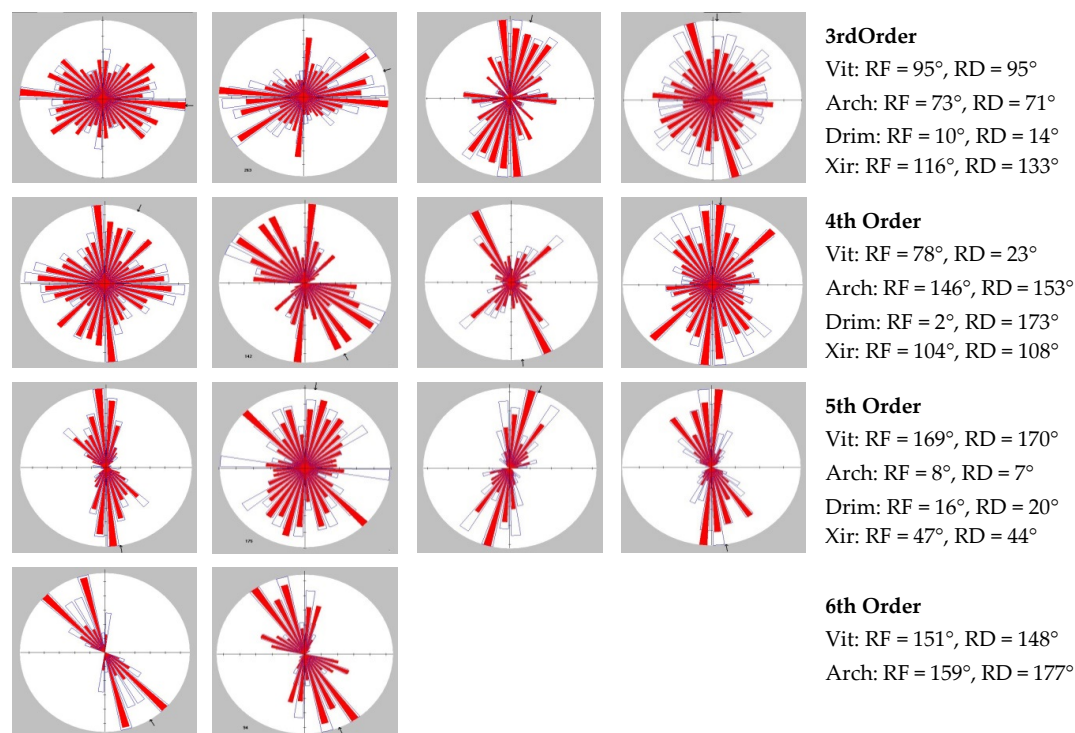 3rdOrder
Vit: RF = 95°, RD = 95°
Arch: RF = 73°, RD = 71°
Drim: RF = 10°, RD = 14°
Xir: RF = 116°, RD = 133°
4th Order
Vit: RF = 78°, RD = 23°
Arch: RF = 146°, RD = 153°
Drim: RF = 2°, RD = 173°
Xir: RF = 104°, RD = 108°
5th Order
Vit: RF = 169°, RD = 170°
Arch: RF = 8°, RD = 7°
Drim: RF = 16°, RD = 20°
Xir: RF = 47°, RD = 44°
6th Order
Vit: RF = 151°, RD = 148°
Arch: RF = 159°, RD = 177°